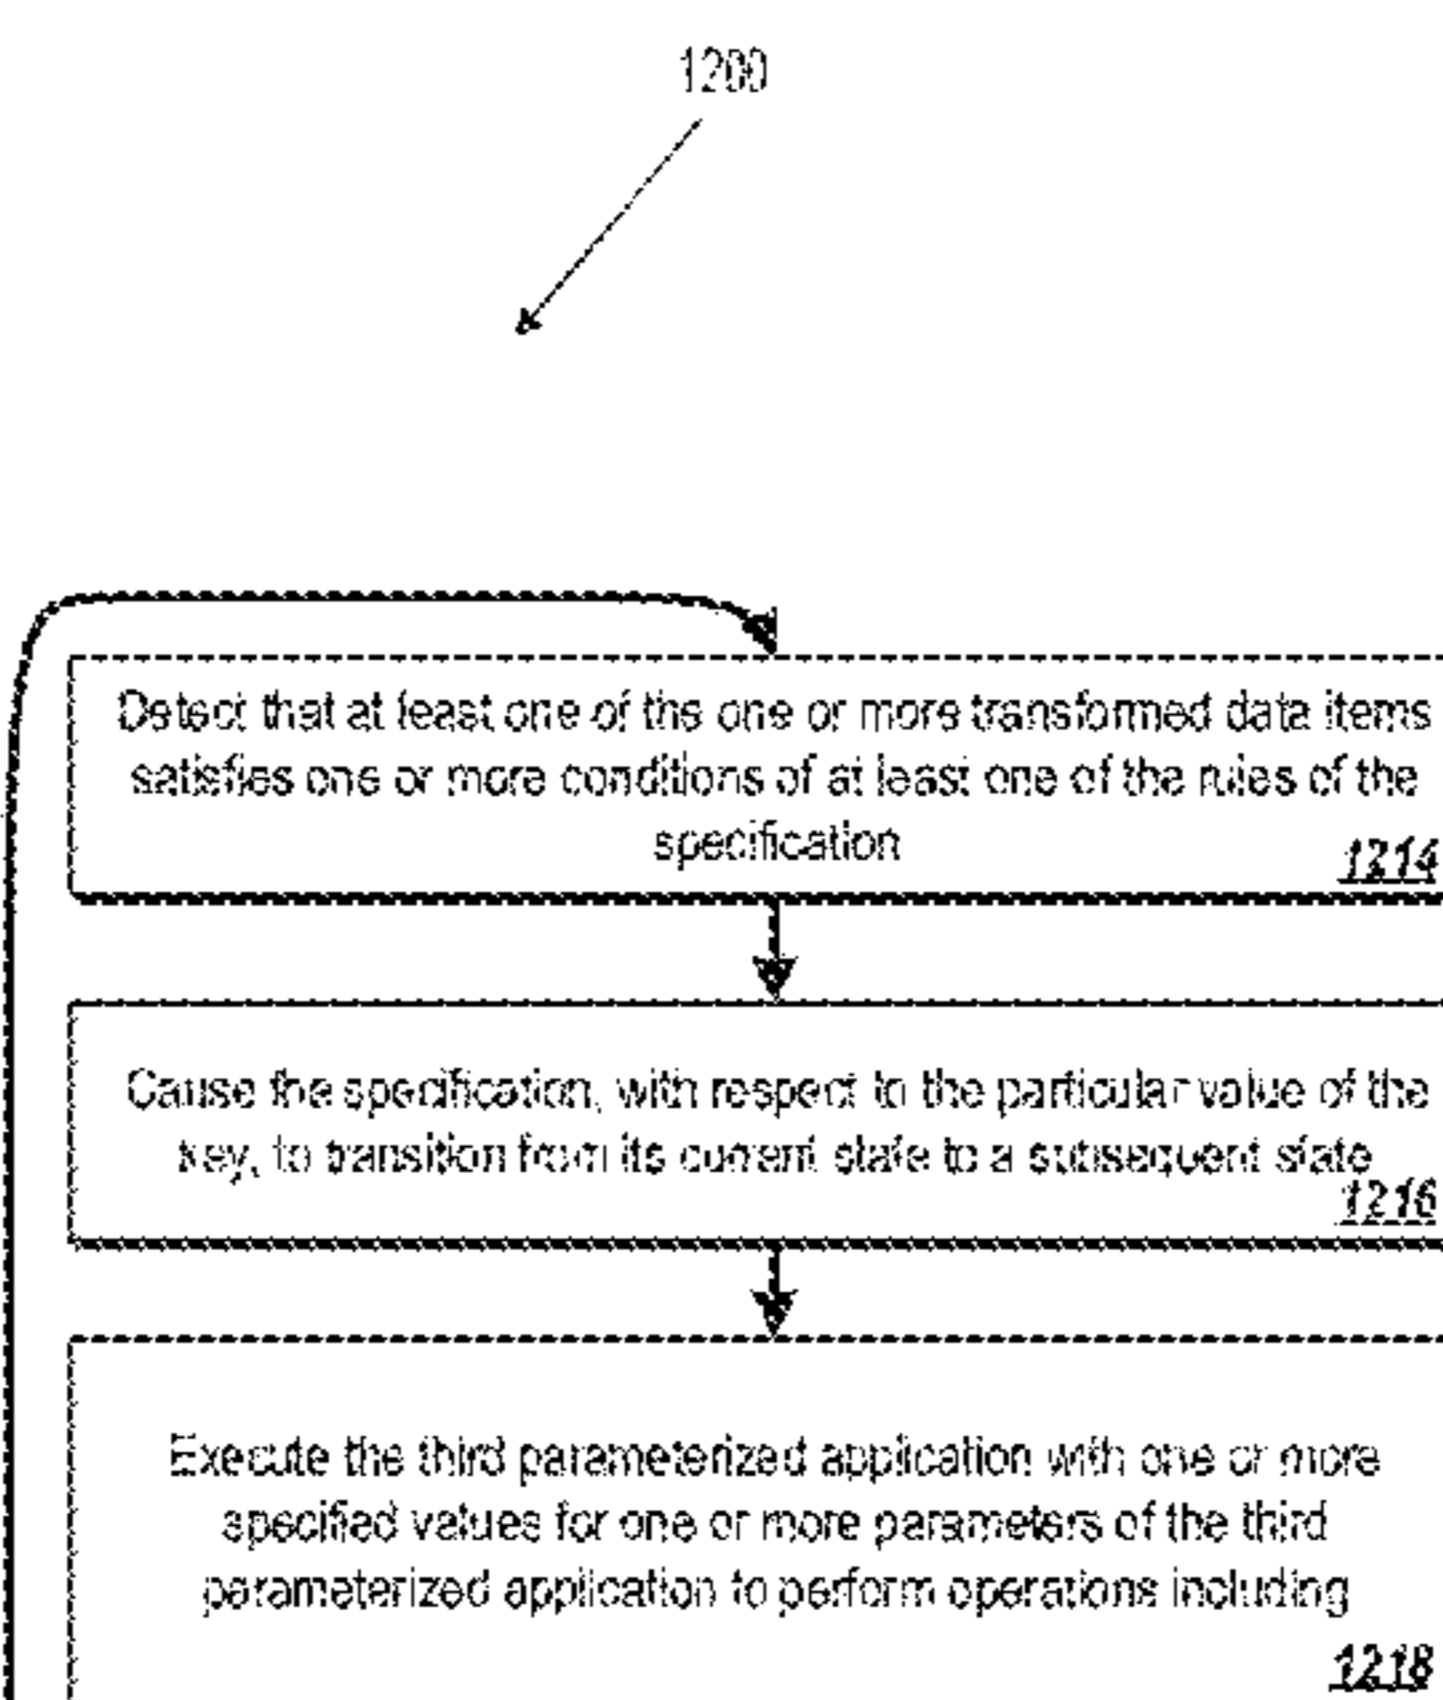 1200
Detect that at least one of the one or more transformed data items
satisfies one or more conditions of at least one of the rules of the
specification
1214
Cause the specification, with respect to the particular value of the
key, to transition from its current state to a subsequent state
1216
Execute the third parameterized application with one or more
specified values for one or more parameters of the third
parameterized application to perform operations including
1218